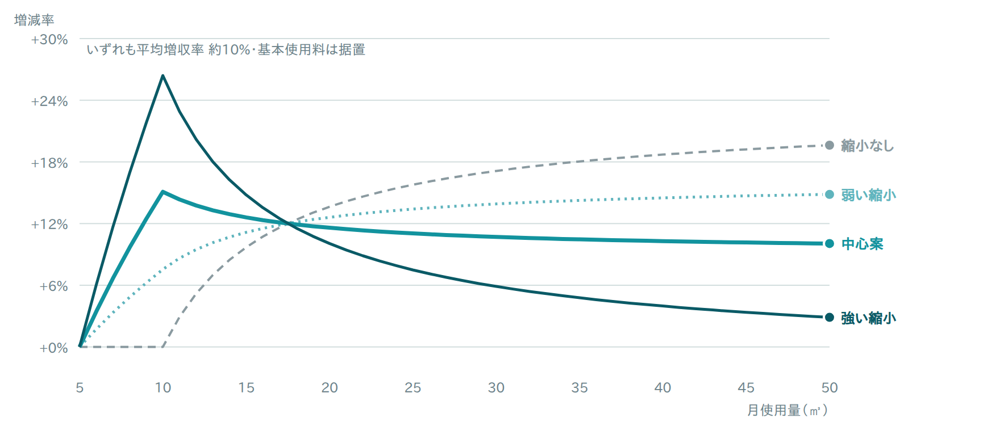 増減率
+30%
いずれも平均増収率 約10%・基本使用料は据置
+24%
+18%
+12%
+6%
+0%
縮小なし
弱い縮小
中心案
強い縮小
5 10 15 20 25 30 35 40 45 50
月使用量(㎥)